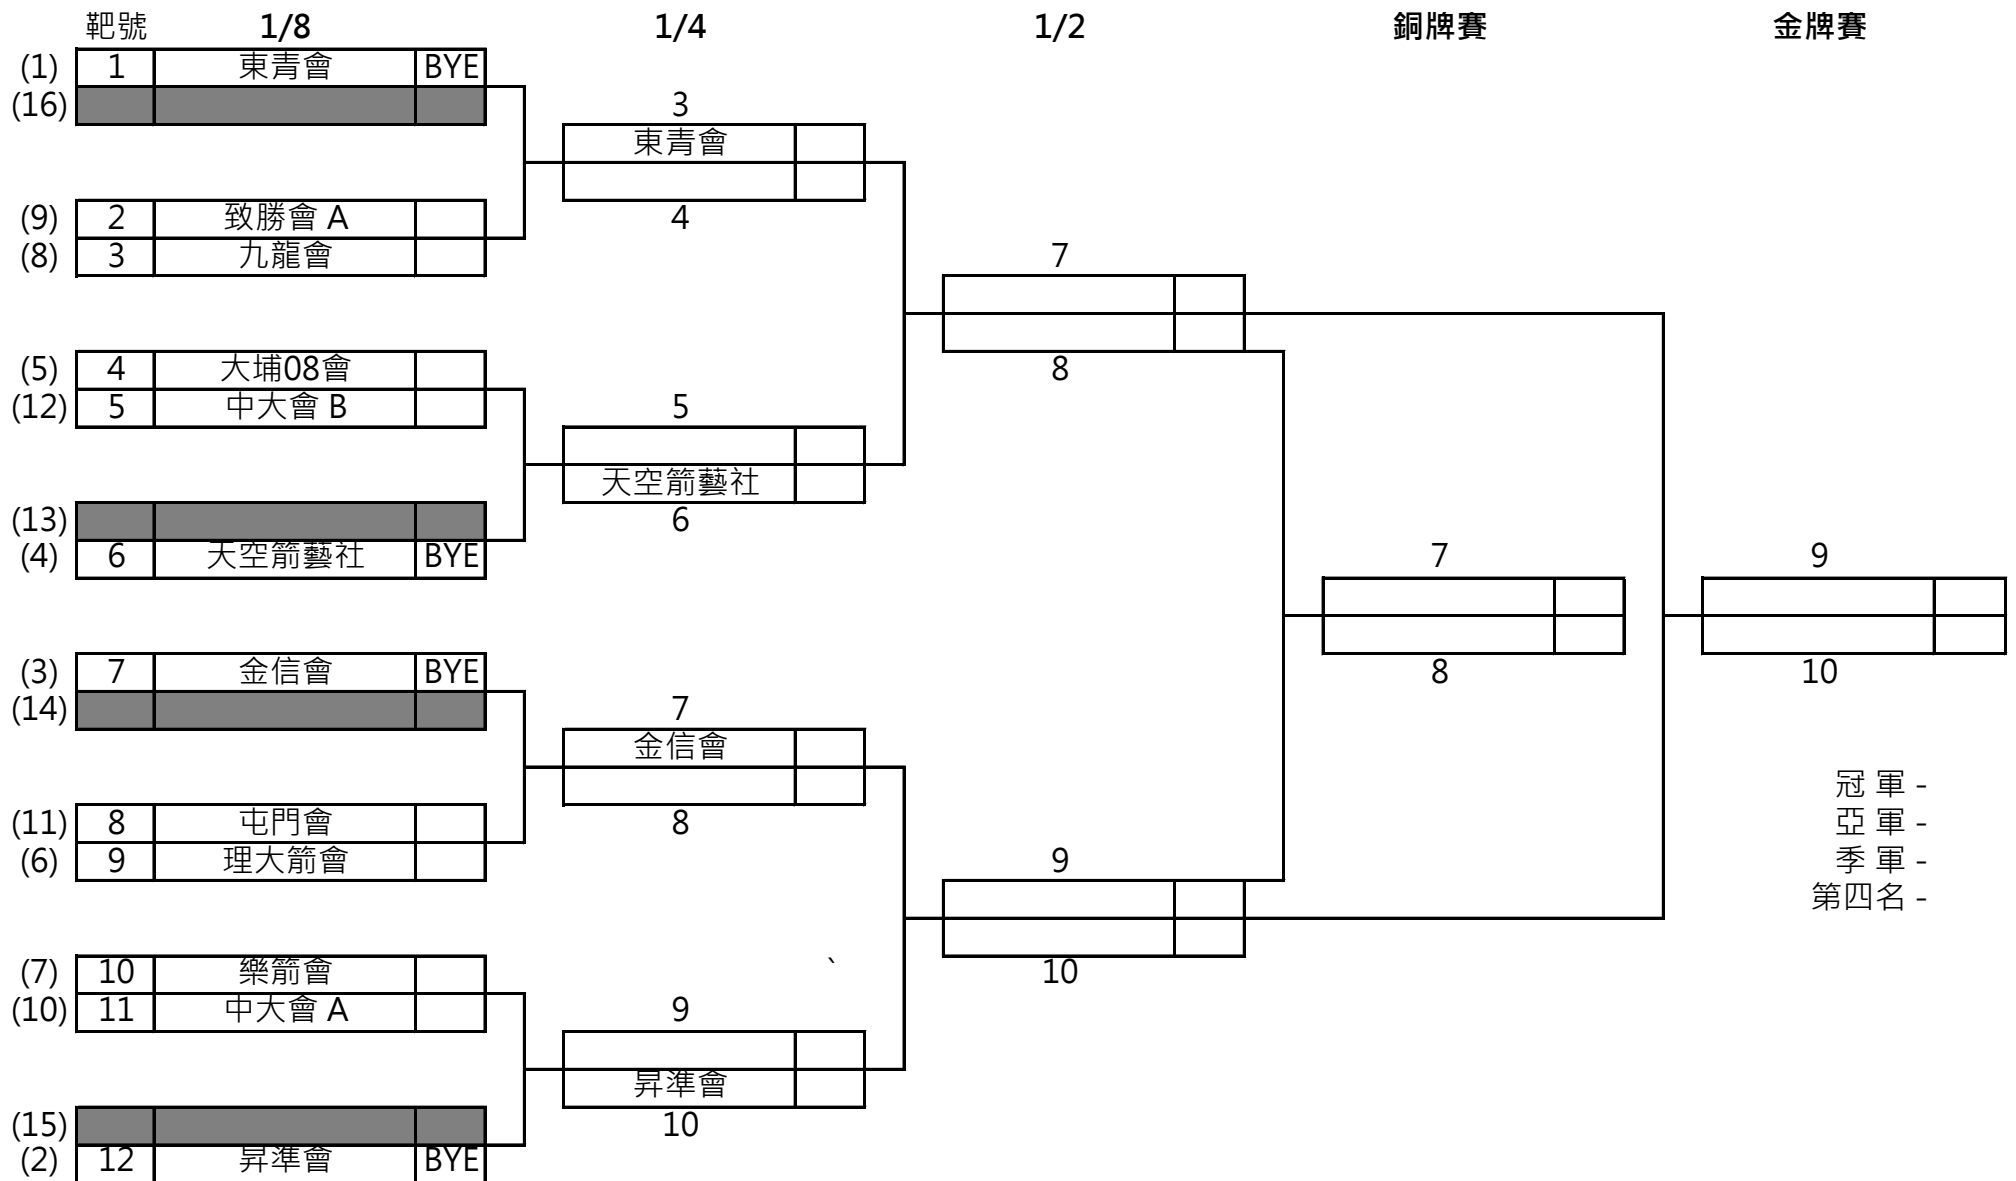 靶號 1/8 1/4 1/2 銅牌賽 金牌賽
(1) 1 東青會 BYE
(16) 3
東青會
(9) 2 致勝會 A 4
(8) 3 九龍會 7
(5) 4 大埔08會 8
(12) 5 中大會 B 5
天空箭藝社
(13) 6
(4) 6 天空箭藝社 BYE 7 9
(3) 7 金信會 BYE 8 10
(14) 7
金信會
冠 軍 -
(11) 8 屯門會 8 亞 軍 -
(6) 9 理大箭會 9 季 軍 -
第四名 -
(7) 10 樂箭會 ` 10
(10) 11 中大會 A 9
昇準會
(15) 10
(2) 12 昇準會 BYE